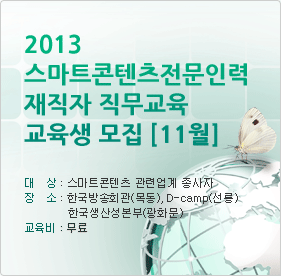 2013
스마트콘텐츠전문인력
재직자 직무교육
교육생 모집 [11월]
대 상 : 스마트콘텐츠 관련업계 종사자
장 소 : 한국방송회관(목동), D-camp(선릉)
한국생산성본부(광화문)
교육비 : 무료